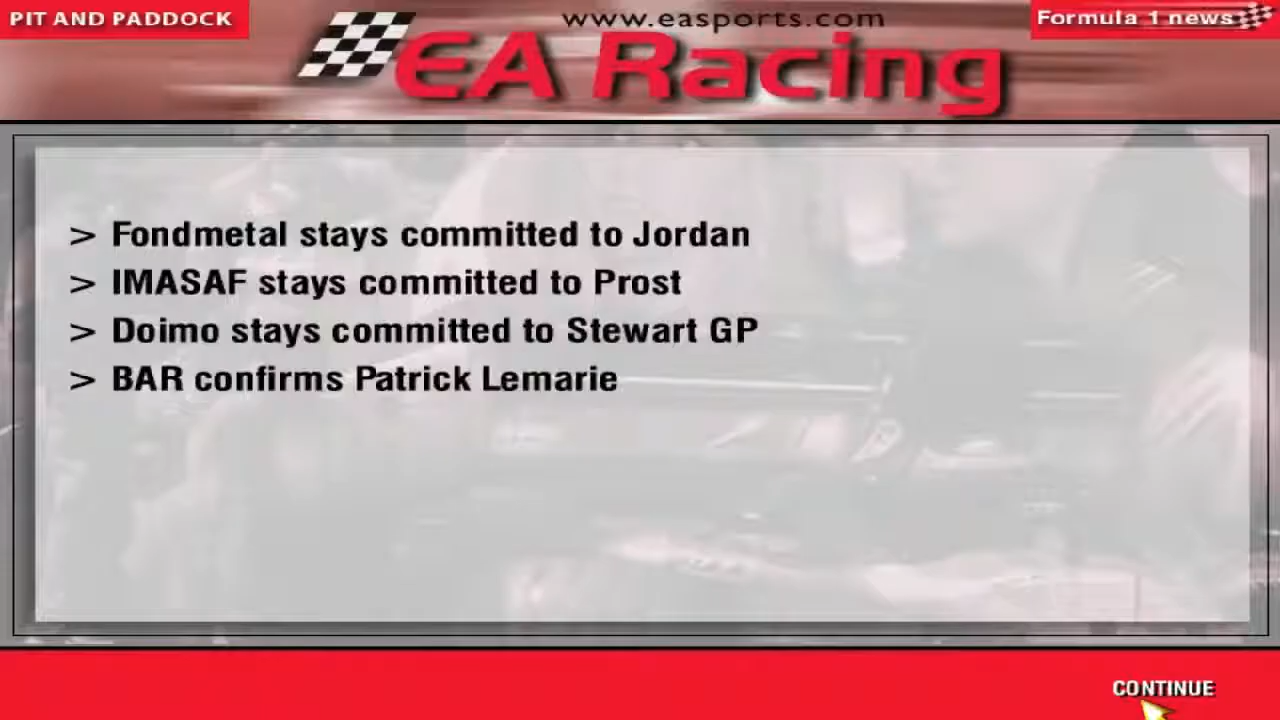 PIT AND PADDOCK
www.easports.com
Formula 1 news
EA Racing
> Fondmetal stays committed to Jordan
> IMASAF stays committed to Prost
> Doimo stays committed to Stewart GP
> BAR confirms Patrick Lemarie
CONTINUE